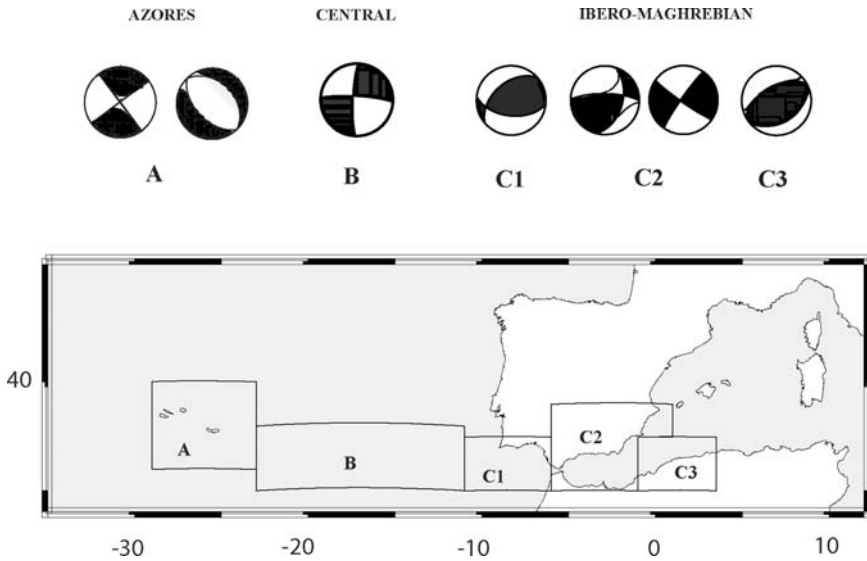 AZORES CENTRAL IBERO-MAGHREBIAN
A B C1 C2 C3
40
A B C1 C2 C3
-30 -20 -10 0 10